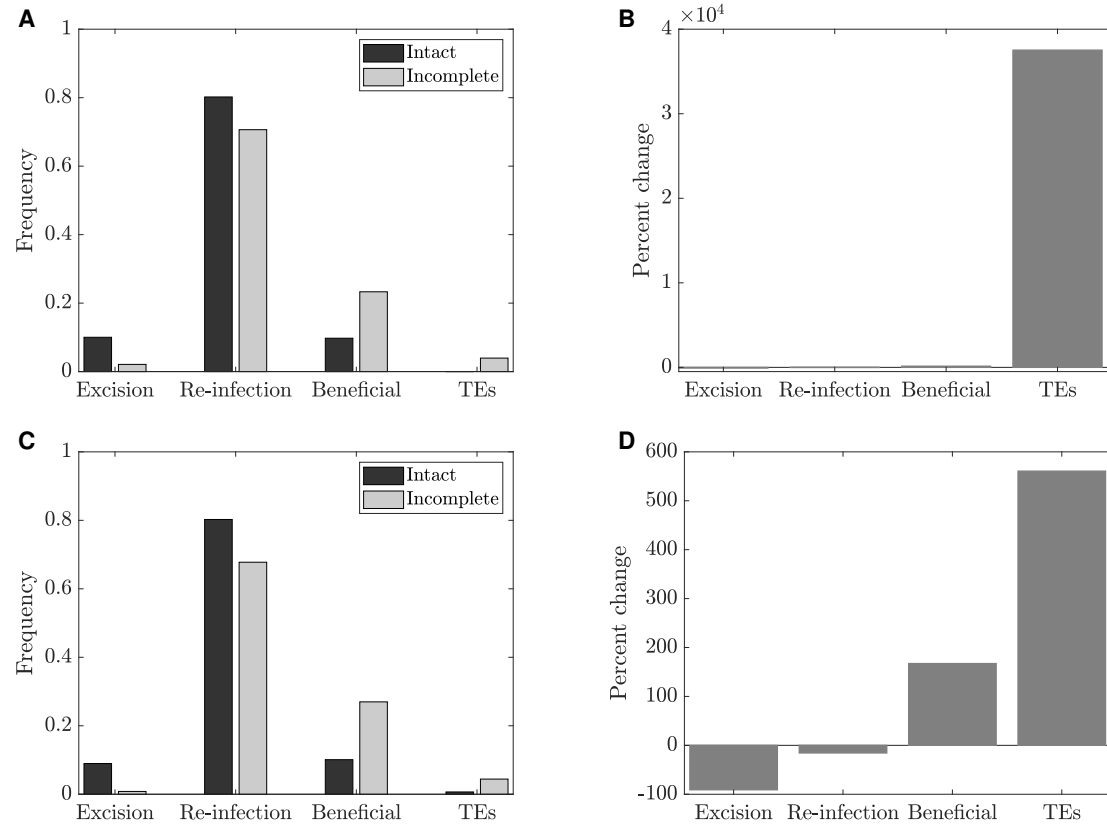 A
Frequency
1
0.8
0.6
0.4
0.2
0
Intact
Incomplete
Excision Re-infection Beneficial TEs
B
×10⁴
Percent change
4
3
2
1
0
Excision Re-infection Beneficial TEs
C
Frequency
1
0.8
0.6
0.4
0.2
0
Intact
Incomplete
Excision Re-infection Beneficial TEs
D
Percent change
600
500
400
300
200
100
0
-100
Excision Re-infection Beneficial TEs